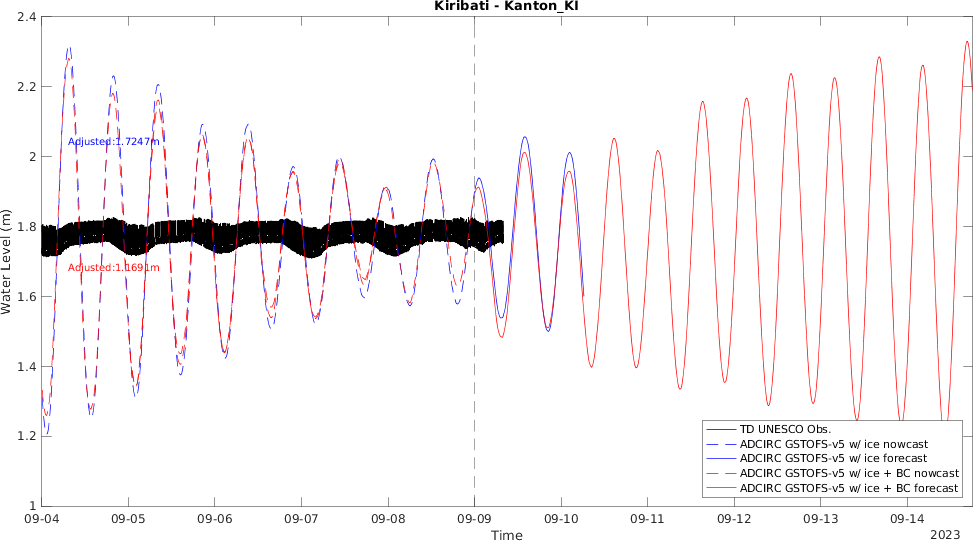 Kiribati - Kanton_KI
2.4
2.2
2
1.8
1.6
1.4
1.2
1
Water Level (m)
Adjusted:1.7247m
Adjusted:1.1691m
TD UNESCO Obs.
ADCIRC GSTOFS-v5 w/ ice nowcast
ADCIRC GSTOFS-v5 w/ ice forecast
ADCIRC GSTOFS-v5 w/ ice + BC nowcast
ADCIRC GSTOFS-v5 w/ ice + BC forecast
09-04 09-05 09-06 09-07 09-08 09-09 09-10 09-11 09-12 09-13 09-14
Time
2023